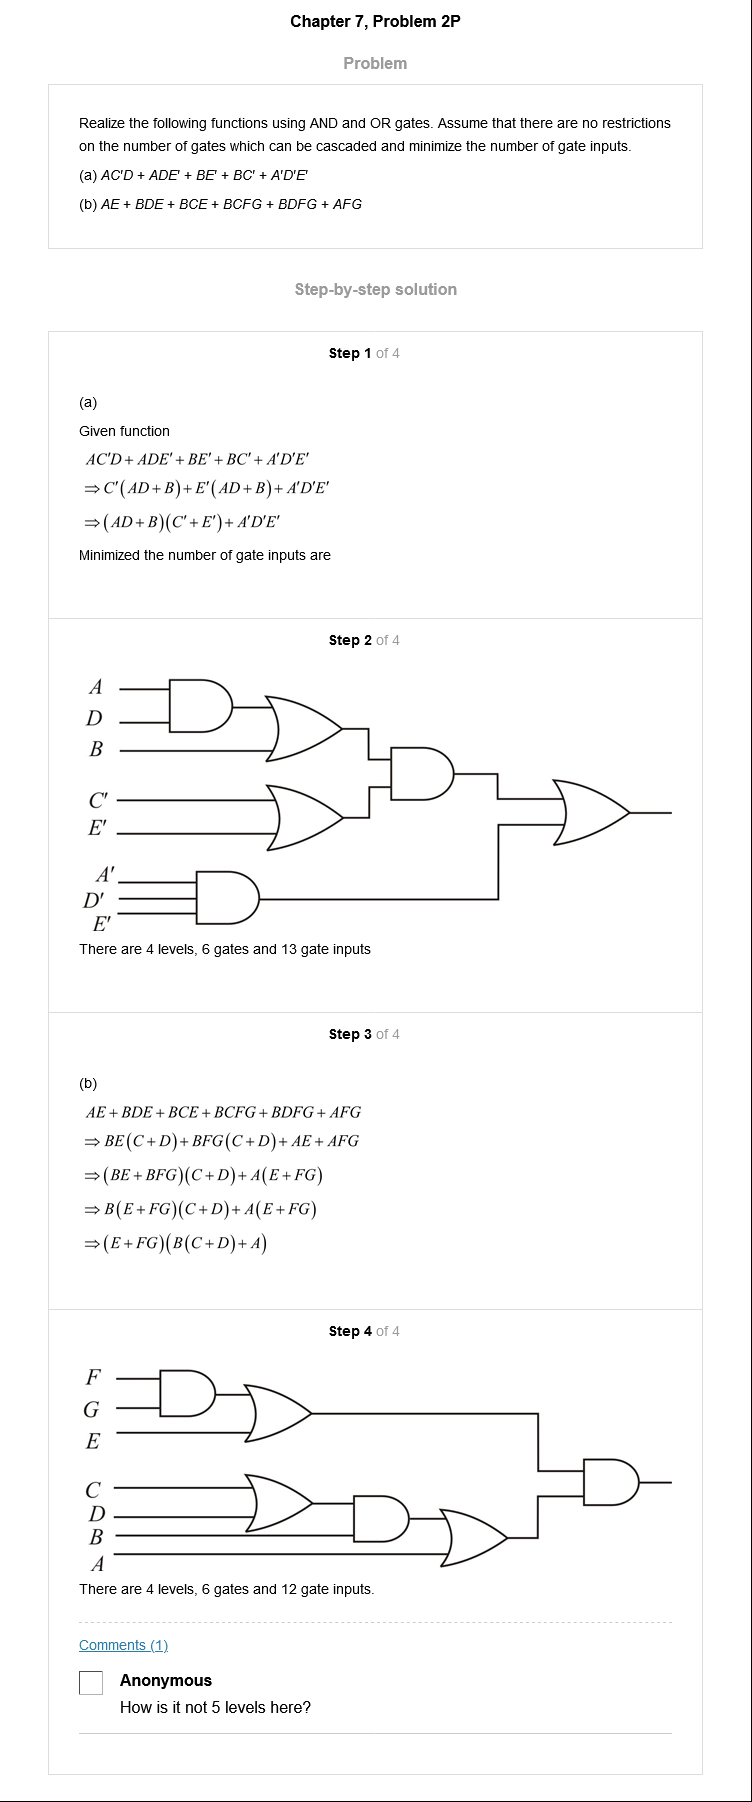 Chapter 7, Problem 2P
Problem
Realize the following functions using AND and OR gates. Assume that there are no restrictions
on the number of gates which can be cascaded and minimize the number of gate inputs.
(a) AC'D + ADE' + BE' + BC' + A'D'E'
(b) AE + BDE + BCE + BCFG + BDFG + AFG
Step-by-step solution
Step 1 of 4
(a)
Given function
AC'D + ADE' + BE' + BC' + A'D'E'
⇒ C'(AD + B) + E'(AD + B) + A'D'E'
⇒ (AD + B)(C' + E') + A'D'E'
Minimized the number of gate inputs are
Step 2 of 4
A
D
B
C'
E'
A'
D'
E'
There are 4 levels, 6 gates and 13 gate inputs
Step 3 of 4
(b)
AE + BDE + BCE + BCFG + BDFG + AFG
⇒ BE(C + D) + BFG(C + D) + AE + AFG
⇒ (BE + BFG)(C + D) + A(E + FG)
⇒ B(E + FG)(C + D) + A(E + FG)
⇒ (E + FG)(B(C + D) + A)
Step 4 of 4
F
G
E
C
D
B
A
There are 4 levels, 6 gates and 12 gate inputs.
Comments (1)
Anonymous
How is it not 5 levels here?